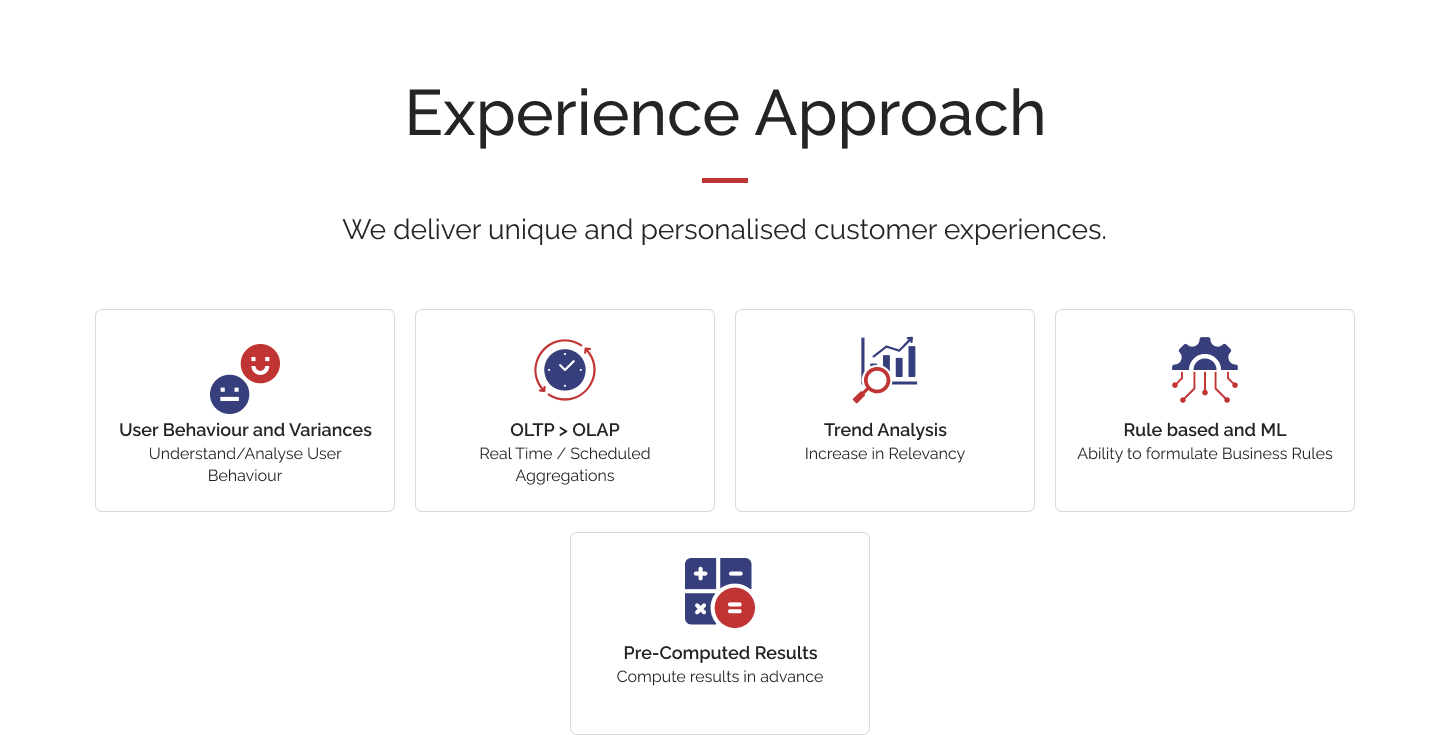 Experience Approach
We deliver unique and personalised customer experiences.
User Behaviour and Variances
Understand/Analyse User
Behaviour
OLTP > OLAP
Real Time / Scheduled
Aggregations
Trend Analysis
Increase in Relevancy
Rule based and ML
Ability to formulate Business Rules
Pre-Computed Results
Compute results in advance